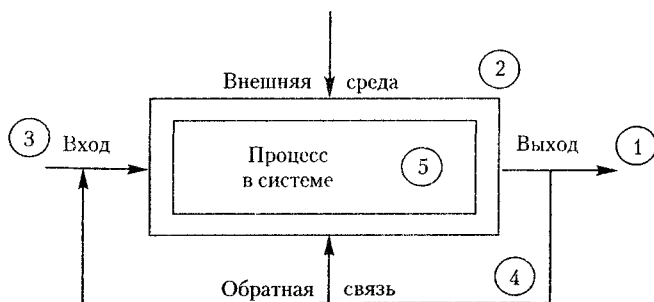 Внешняя среда
2
3
Вход
Выход
1
Процесс
в системе
5
Обратная связь
4